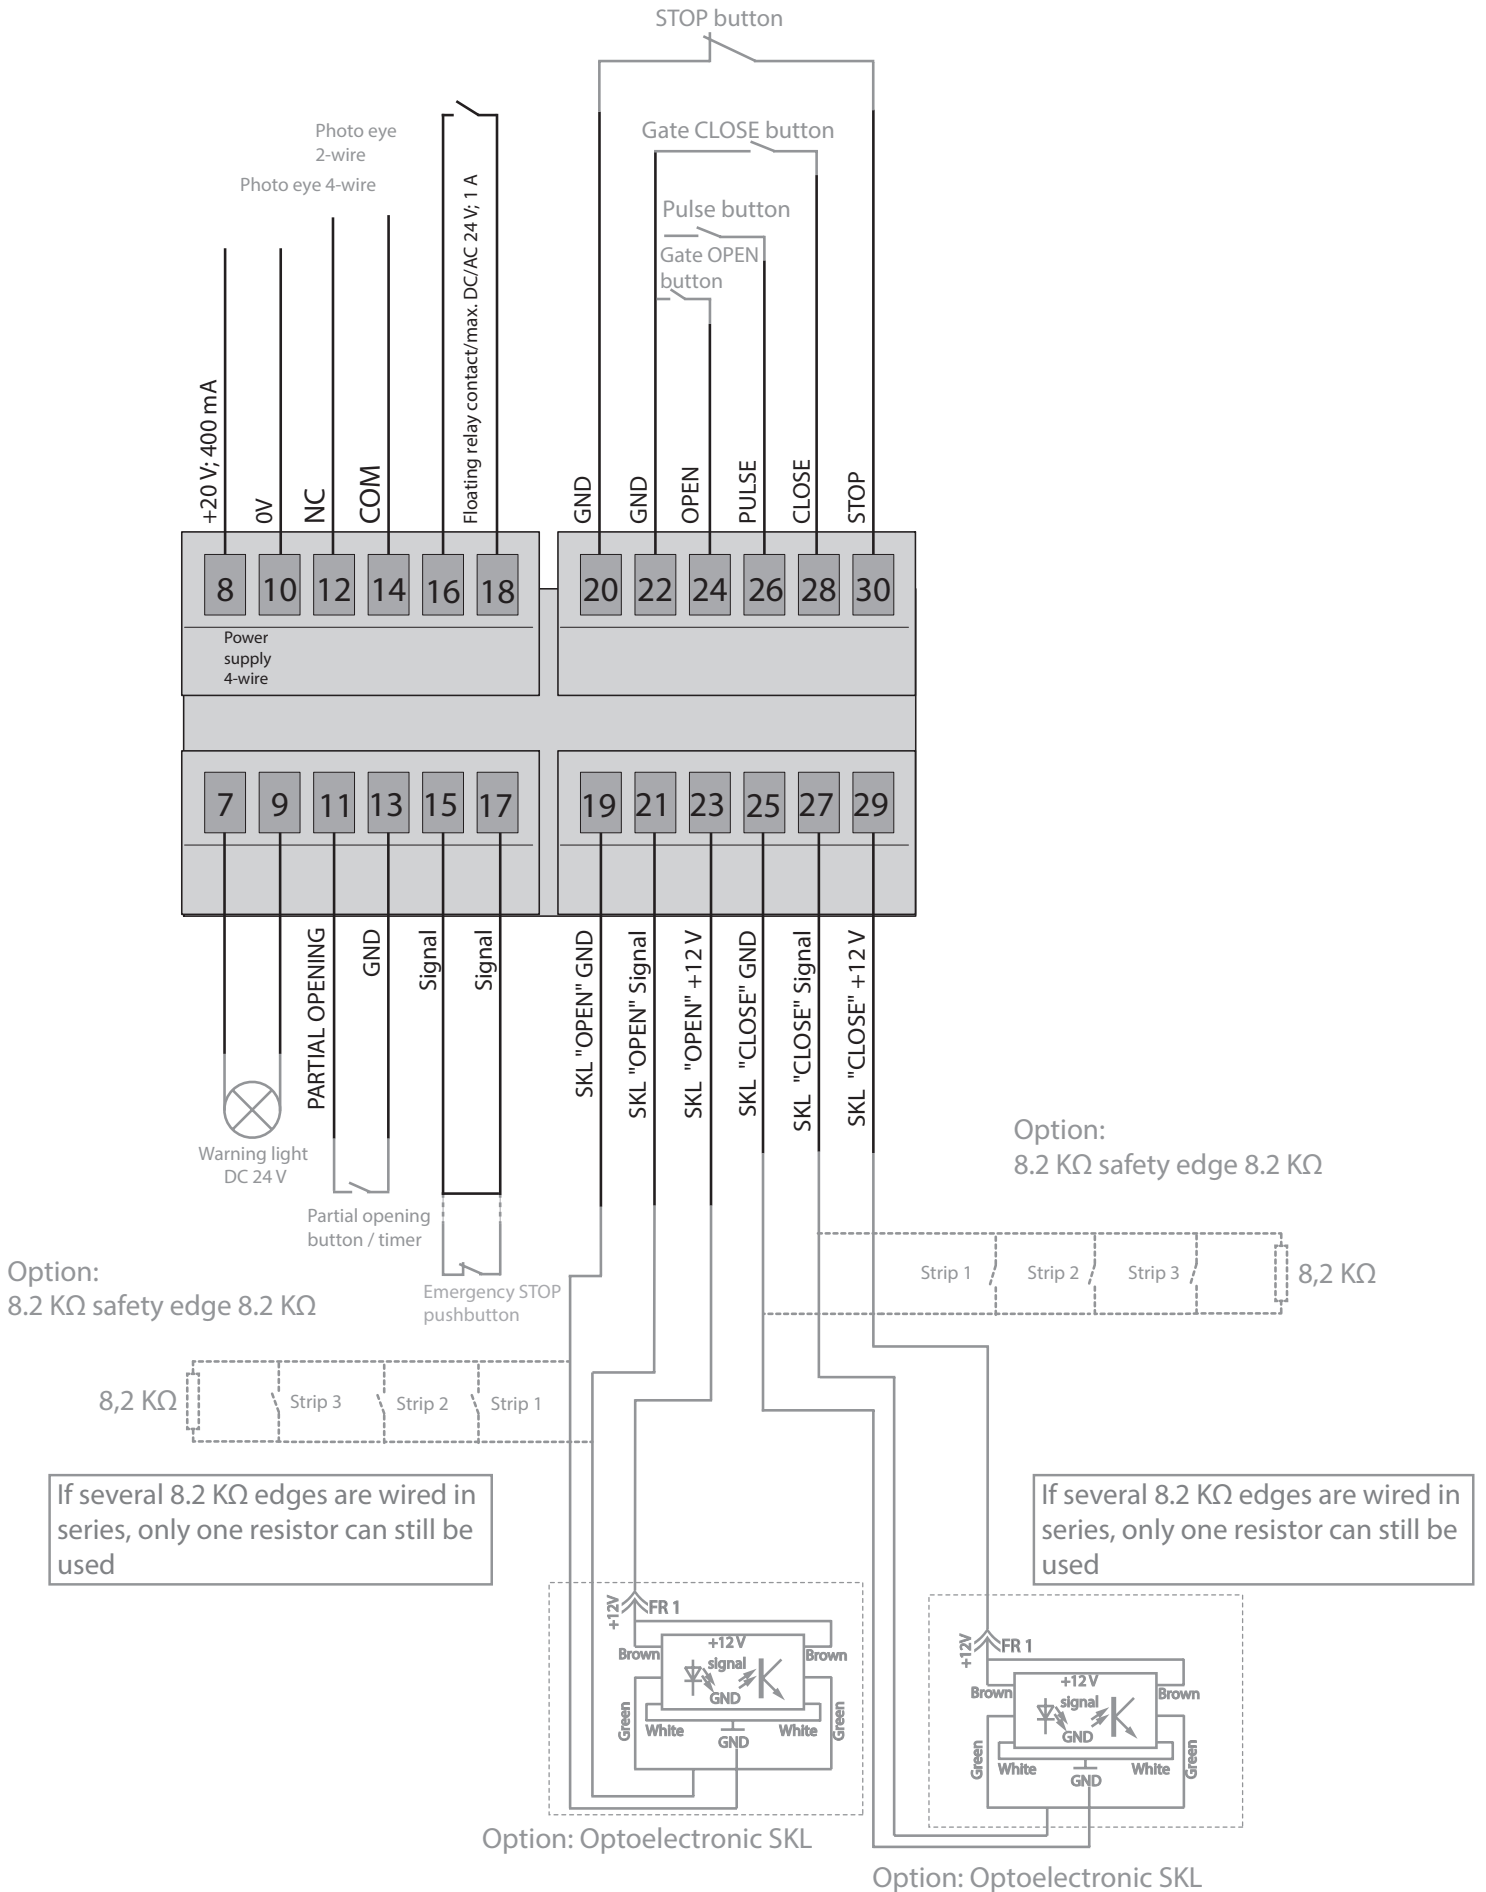 STOP button
Photo eye
2-wire
Photo eye 4-wire
Gate CLOSE button
Pulse button
Gate OPEN
button
+20 V; 400 mA
0V
NC
COM
Floating relay contact/max. DC/AC 24 V; 1 A
GND
GND
OPEN
PULSE
CLOSE
STOP
8 10 12 14 16 18 20 22 24 26 28 30
Power
supply
4-wire
7 9 11 13 15 17 19 21 23 25 27 29
PARTIAL OPENING
GND
Signal
Signal
SKL "OPEN" GND
SKL "OPEN" Signal
SKL "OPEN" +12 V
SKL "CLOSE" GND
SKL "CLOSE" Signal
SKL "CLOSE" +12 V
Warning light
DC 24 V
Partial opening
button / timer
Emergency STOP
pushbutton
Option:
8.2 KΩ safety edge 8.2 KΩ
Strip 1 Strip 2 Strip 3 8,2 KΩ
Option:
8.2 KΩ safety edge 8.2 KΩ
8,2 KΩ Strip 3 Strip 2 Strip 1
If several 8.2 KΩ edges are wired in
series, only one resistor can still be
used
If several 8.2 KΩ edges are wired in
series, only one resistor can still be
used
+12V
FR 1
+12 V
Brown signal Brown
GND
Green
White White
Green
GND
Option: Optoelectronic SKL
+12V
FR 1
+12 V
Brown signal Brown
GND
Green
White White
Green
GND
Option: Optoelectronic SKL